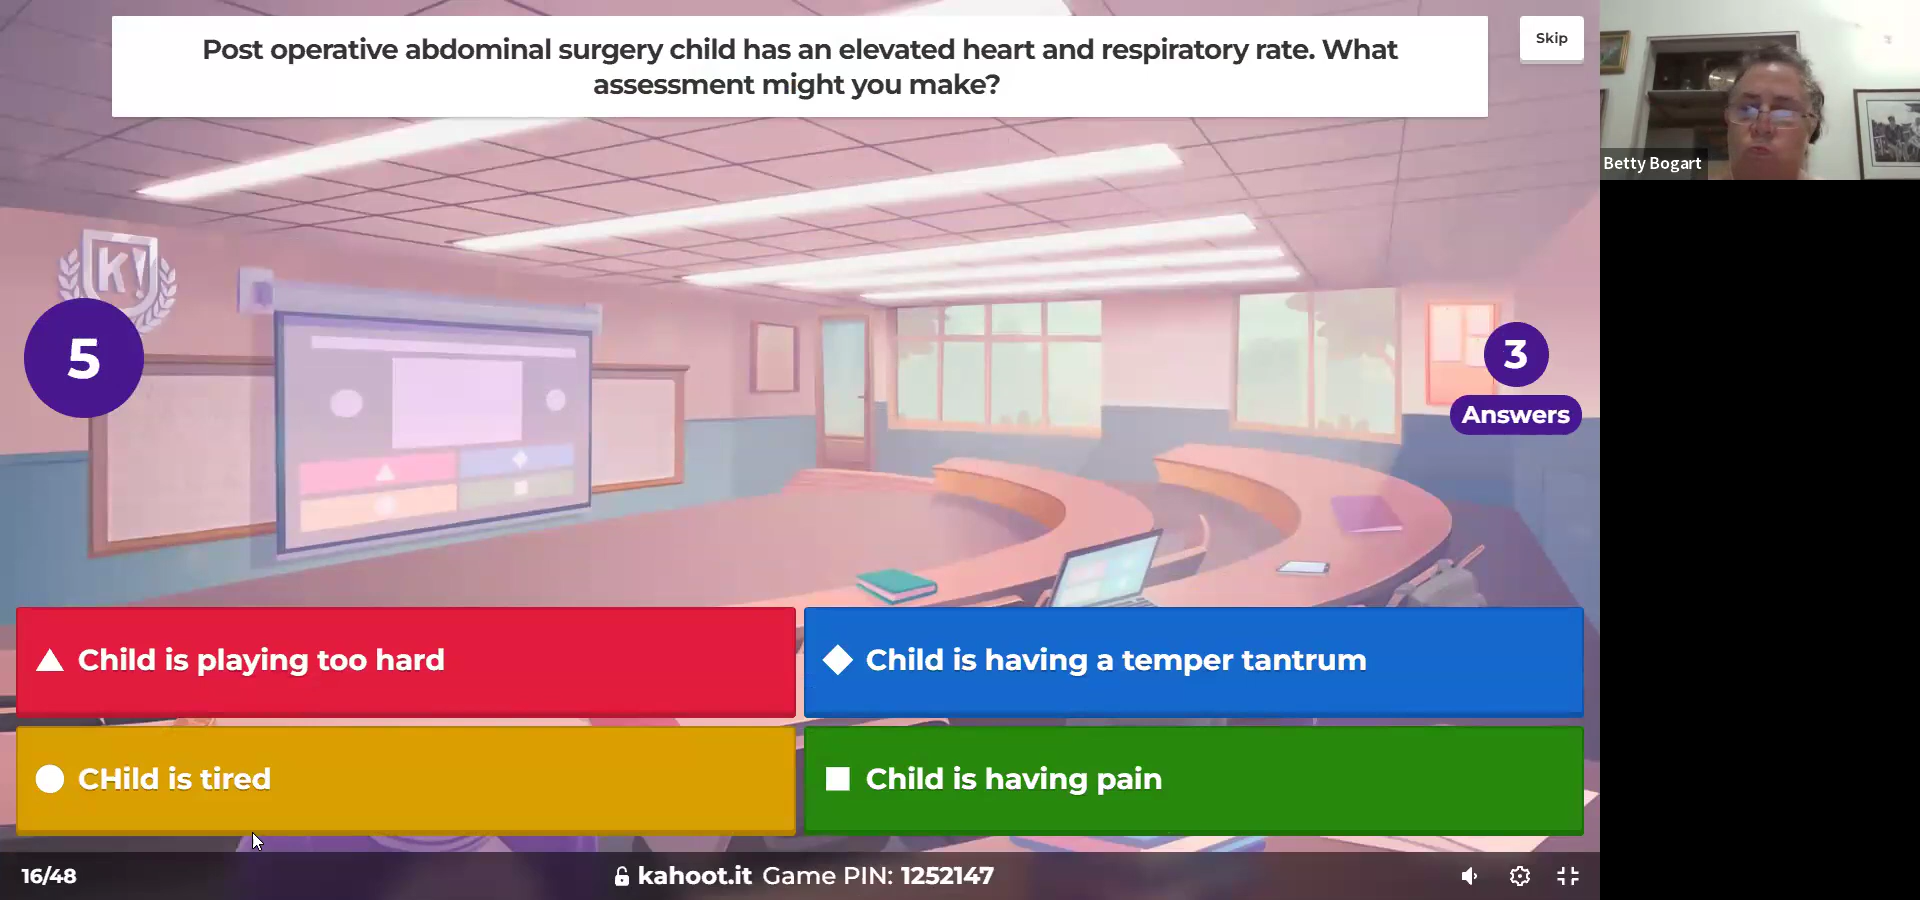 Post operative abdominal surgery child has an elevated heart and respiratory rate. What
assessment might you make?
Skip
Betty Bogart
K!
5
3
Answers
Child is playing too hard
Child is having a temper tantrum
CHild is tired
Child is having pain
16/48
kahoot.it Game PIN: 1252147